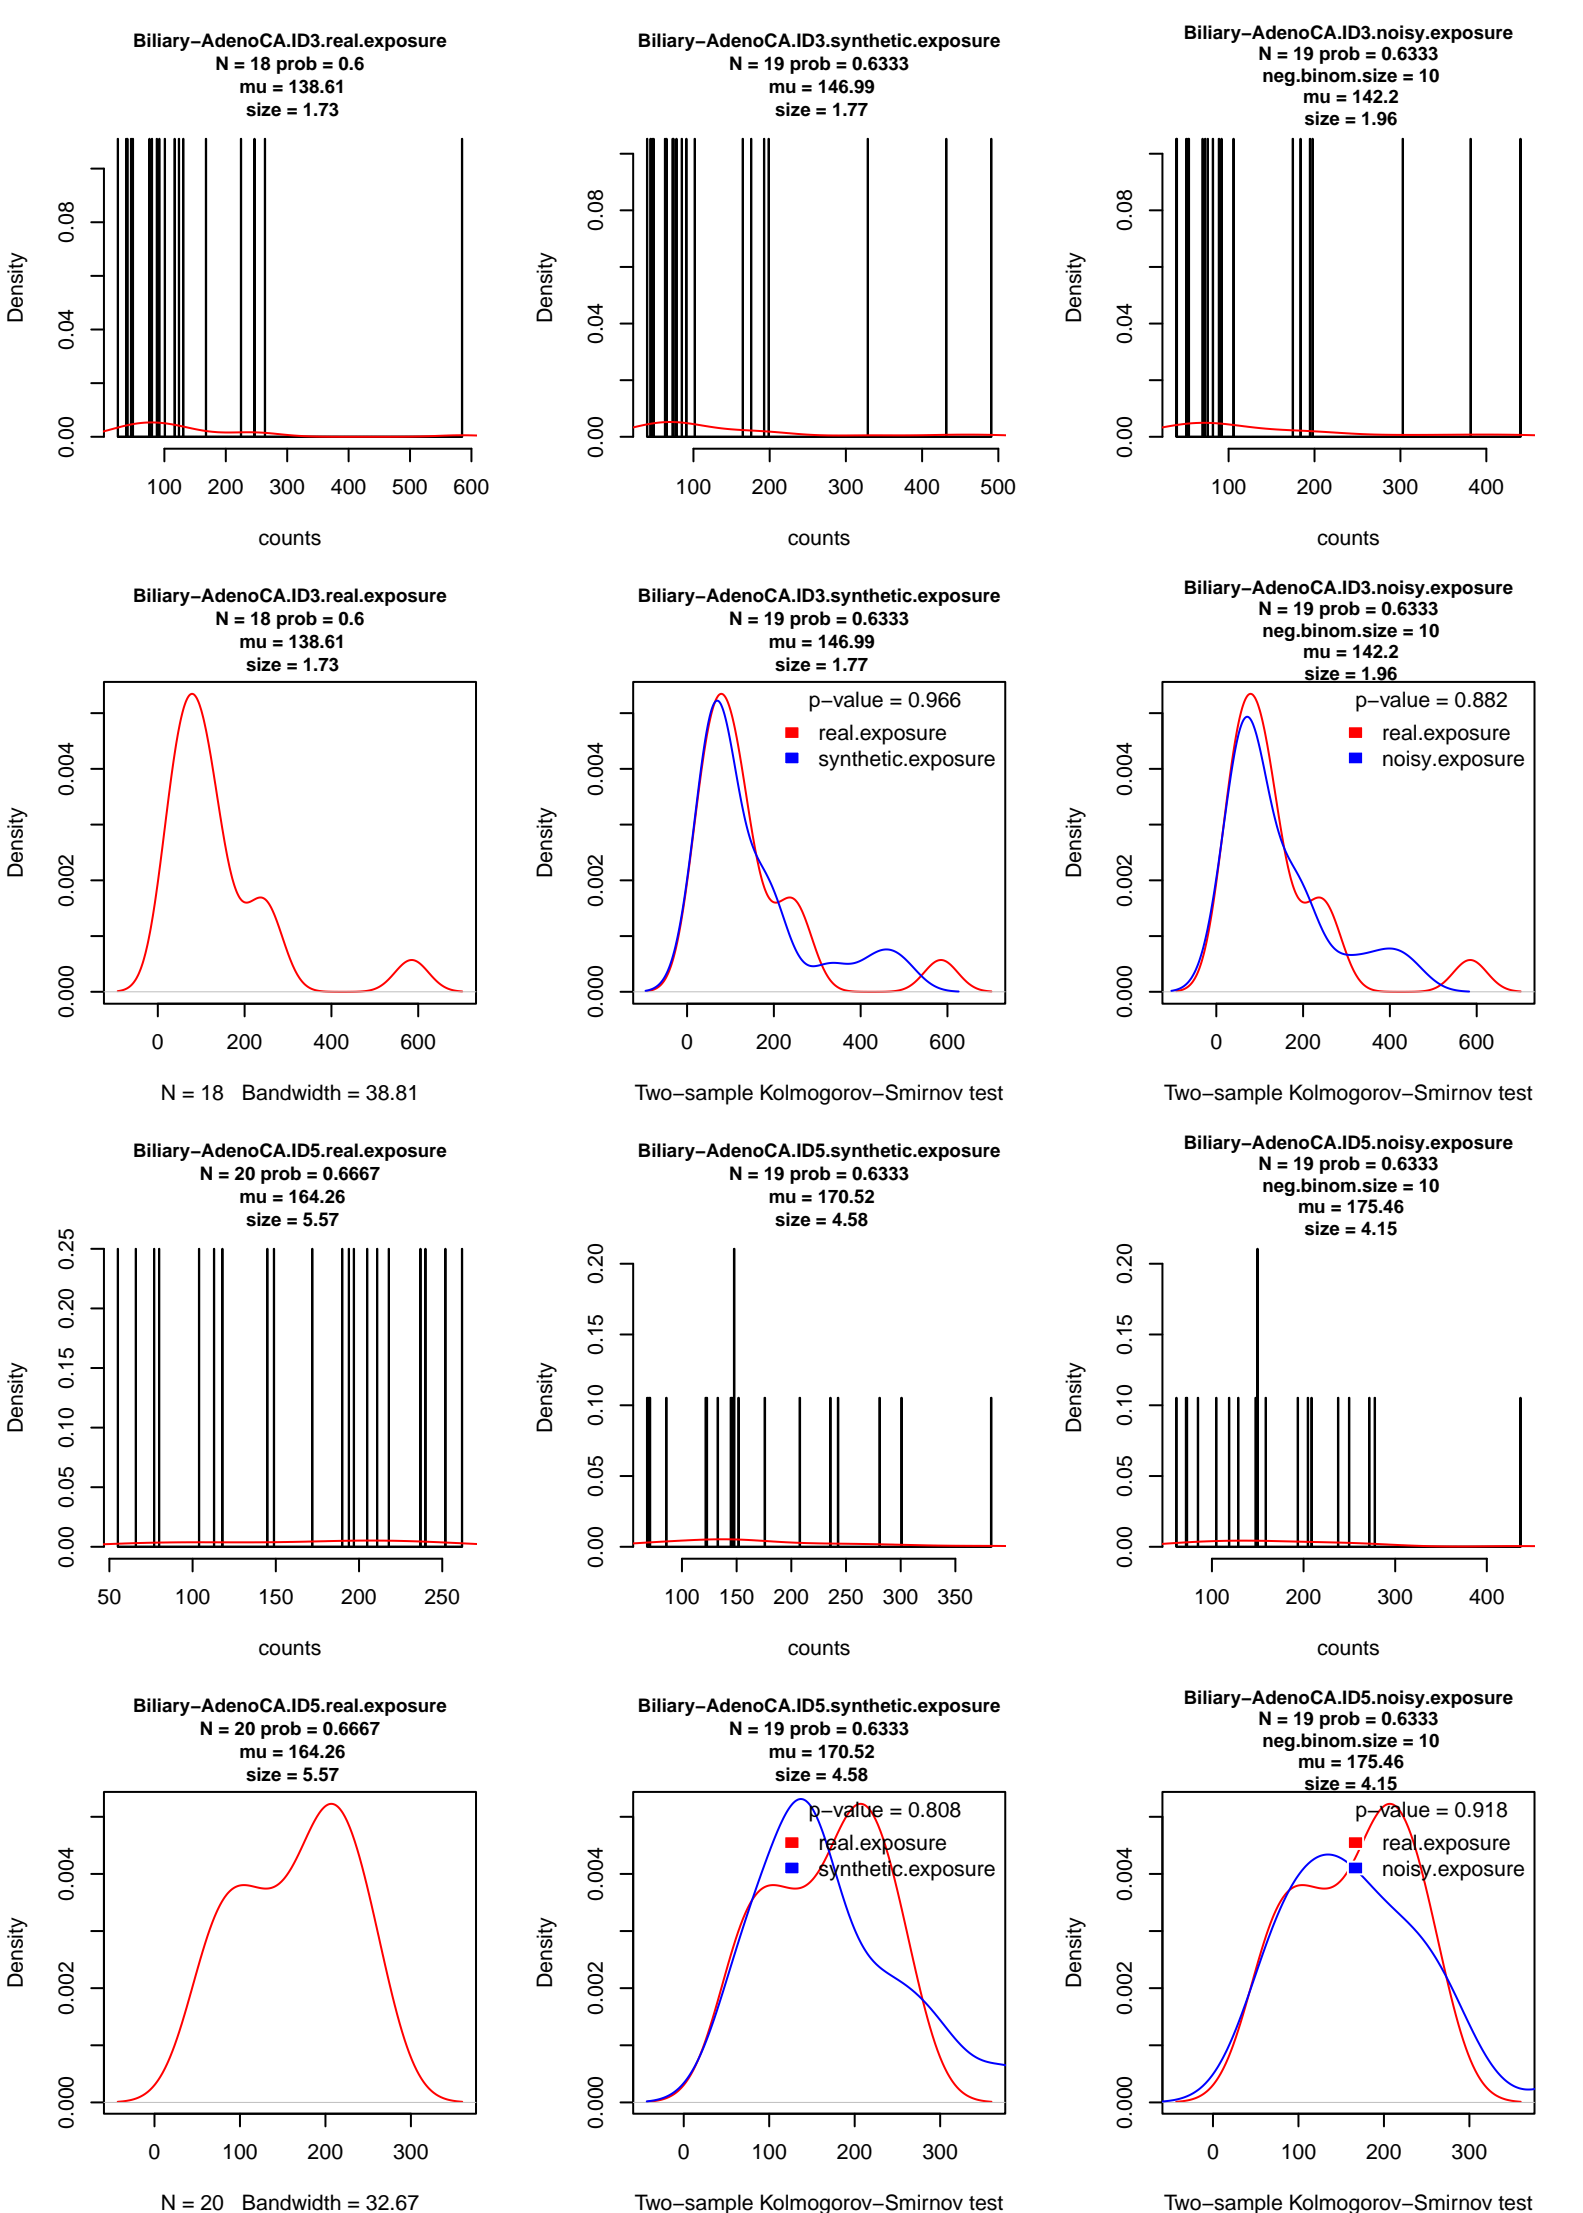 Biliary−AdenoCA.ID3.real.exposure
N = 18 prob = 0.6
mu = 138.61
size = 1.73
Density
0.00 0.04 0.08
100 200 300 400 500 600
counts
Biliary−AdenoCA.ID3.synthetic.exposure
N = 19 prob = 0.6333
mu = 146.99
size = 1.77
Density
0.00 0.04 0.08
100 200 300 400 500
counts
Biliary−AdenoCA.ID3.noisy.exposure
N = 19 prob = 0.6333
neg.binom.size = 10
mu = 142.2
size = 1.96
Density
0.00 0.04 0.08
100 200 300 400
counts
Biliary−AdenoCA.ID3.real.exposure
N = 18 prob = 0.6
mu = 138.61
size = 1.73
Density
0.000 0.002 0.004
0 200 400 600
N = 18 Bandwidth = 38.81
Biliary−AdenoCA.ID3.synthetic.exposure
N = 19 prob = 0.6333
mu = 146.99
size = 1.77
p−value = 0.966
real.exposure
synthetic.exposure
Density
0.000 0.002 0.004
0 200 400 600
Two−sample Kolmogorov−Smirnov test
Biliary−AdenoCA.ID3.noisy.exposure
N = 19 prob = 0.6333
neg.binom.size = 10
mu = 142.2
size = 1.96
p−value = 0.882
real.exposure
noisy.exposure
Density
0.000 0.002 0.004
0 200 400 600
Two−sample Kolmogorov−Smirnov test
Biliary−AdenoCA.ID5.real.exposure
N = 20 prob = 0.6667
mu = 164.26
size = 5.57
Density
0.00 0.05 0.10 0.15 0.20 0.25
50 100 150 200 250
counts
Biliary−AdenoCA.ID5.synthetic.exposure
N = 19 prob = 0.6333
mu = 170.52
size = 4.58
Density
0.00 0.05 0.10 0.15 0.20
100 150 200 250 300 350
counts
Biliary−AdenoCA.ID5.noisy.exposure
N = 19 prob = 0.6333
neg.binom.size = 10
mu = 175.46
size = 4.15
Density
0.00 0.05 0.10 0.15 0.20
100 200 300 400
counts
Biliary−AdenoCA.ID5.real.exposure
N = 20 prob = 0.6667
mu = 164.26
size = 5.57
Density
0.000 0.002 0.004
0 100 200 300
N = 20 Bandwidth = 32.67
Biliary−AdenoCA.ID5.synthetic.exposure
N = 19 prob = 0.6333
mu = 170.52
size = 4.58
p−value = 0.808
real.exposure
synthetic.exposure
Density
0.000 0.002 0.004
0 100 200 300
Two−sample Kolmogorov−Smirnov test
Biliary−AdenoCA.ID5.noisy.exposure
N = 19 prob = 0.6333
neg.binom.size = 10
mu = 175.46
size = 4.15
p−value = 0.918
real.exposure
noisy.exposure
Density
0.000 0.002 0.004
0 100 200 300
Two−sample Kolmogorov−Smirnov test